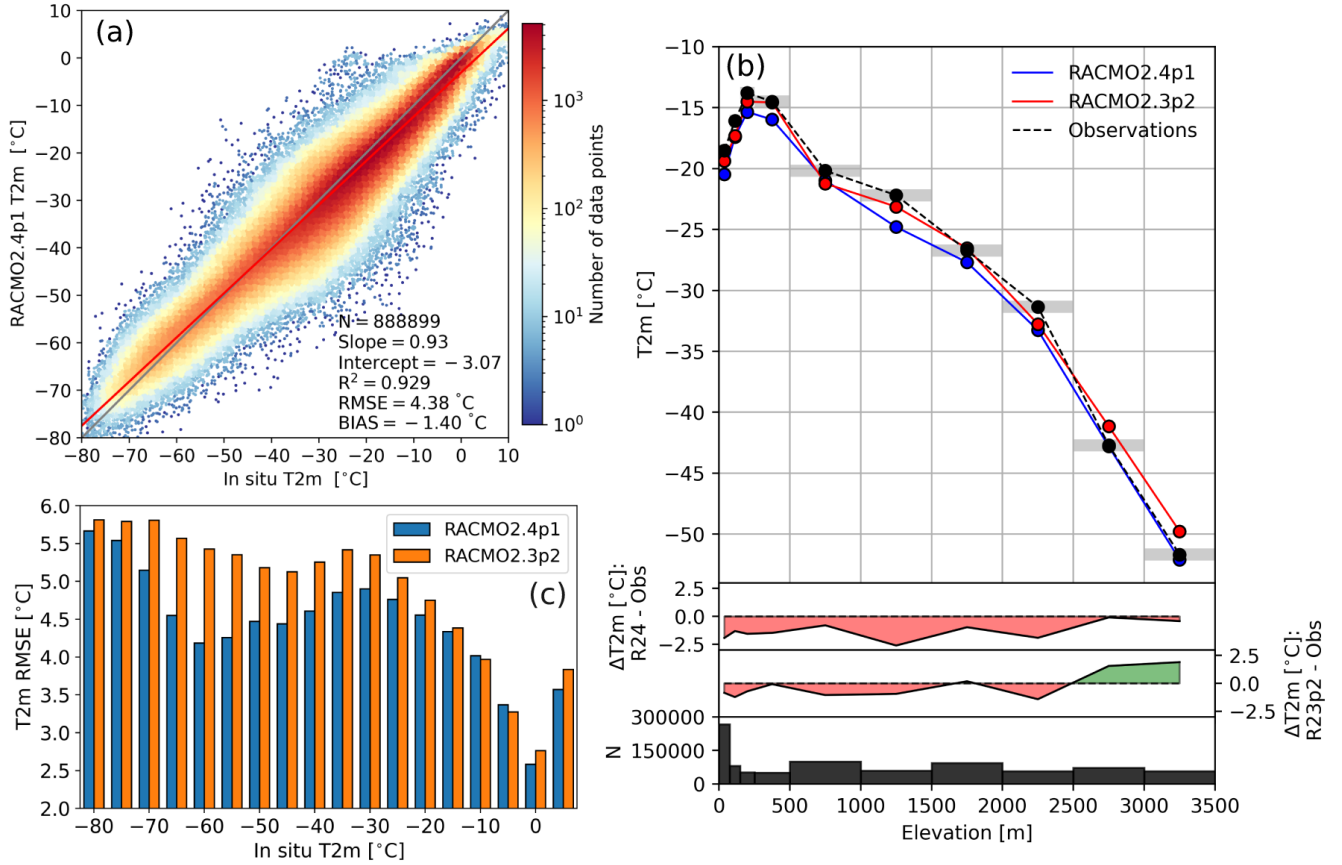 (a)
10
0
−10
−20
−30
−40
−50
−60
−70
−80
RACMO2.4p1 T2m [°C]
N = 888899
Slope = 0.93
Intercept = − 3.07
R² = 0.929
RMSE = 4.38 °C
BIAS = − 1.40 °C
−80 −70 −60 −50 −40 −30 −20 −10 0 10
In situ T2m [°C]
10³
10²
10¹
10⁰
Number of data points
(b)
RACMO2.4p1
RACMO2.3p2
Observations
−10
−15
−20
−25
−30
−35
−40
−45
−50
T2m [°C]
0.0
−2.5
ΔT2m [°C]:
R24 - Obs
2.5
0.0
−2.5
ΔT2m [°C]:
R23p2 - Obs
300000
150000
0
N
0 500 1000 1500 2000 2500 3000 3500
Elevation [m]
(c)
RACMO2.4p1
RACMO2.3p2
6.0
5.5
5.0
4.5
4.0
3.5
3.0
2.5
2.0
T2m RMSE [°C]
−80 −70 −60 −50 −40 −30 −20 −10 0
In situ T2m [°C]